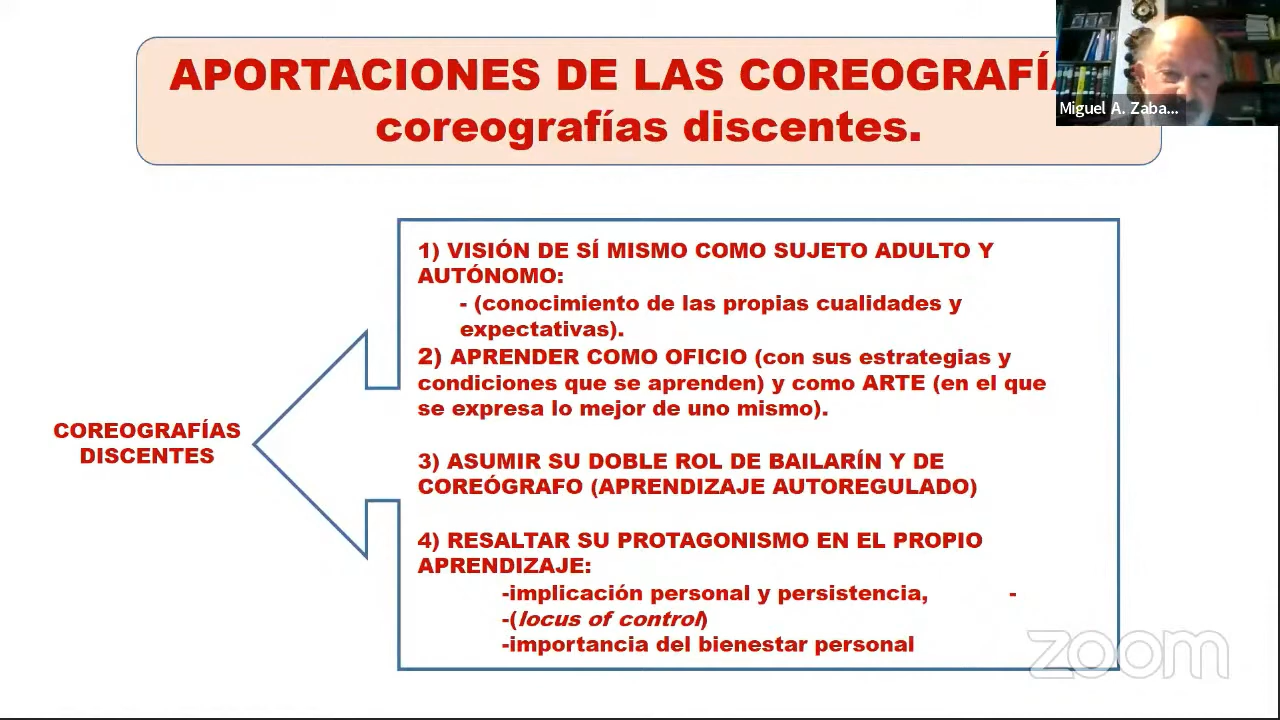 APORTACIONES DE LAS COREOGRAFÍA
coreografías discentes.
Miguel A. Zaba...
1) VISIÓN DE SÍ MISMO COMO SUJETO ADULTO Y
AUTÓNOMO:
- (conocimiento de las propias cualidades y
expectativas).
2) APRENDER COMO OFICIO (con sus estrategias y
condiciones que se aprenden) y como ARTE (en el que
se expresa lo mejor de uno mismo).
COREOGRAFÍAS
DISCENTES
3) ASUMIR SU DOBLE ROL DE BAILARÍN Y DE
COREÓGRAFO (APRENDIZAJE AUTOREGULADO)
4) RESALTAR SU PROTAGONISMO EN EL PROPIO
APRENDIZAJE:
-implicación personal y persistencia, -
-(locus of control)
-importancia del bienestar personal
zoom